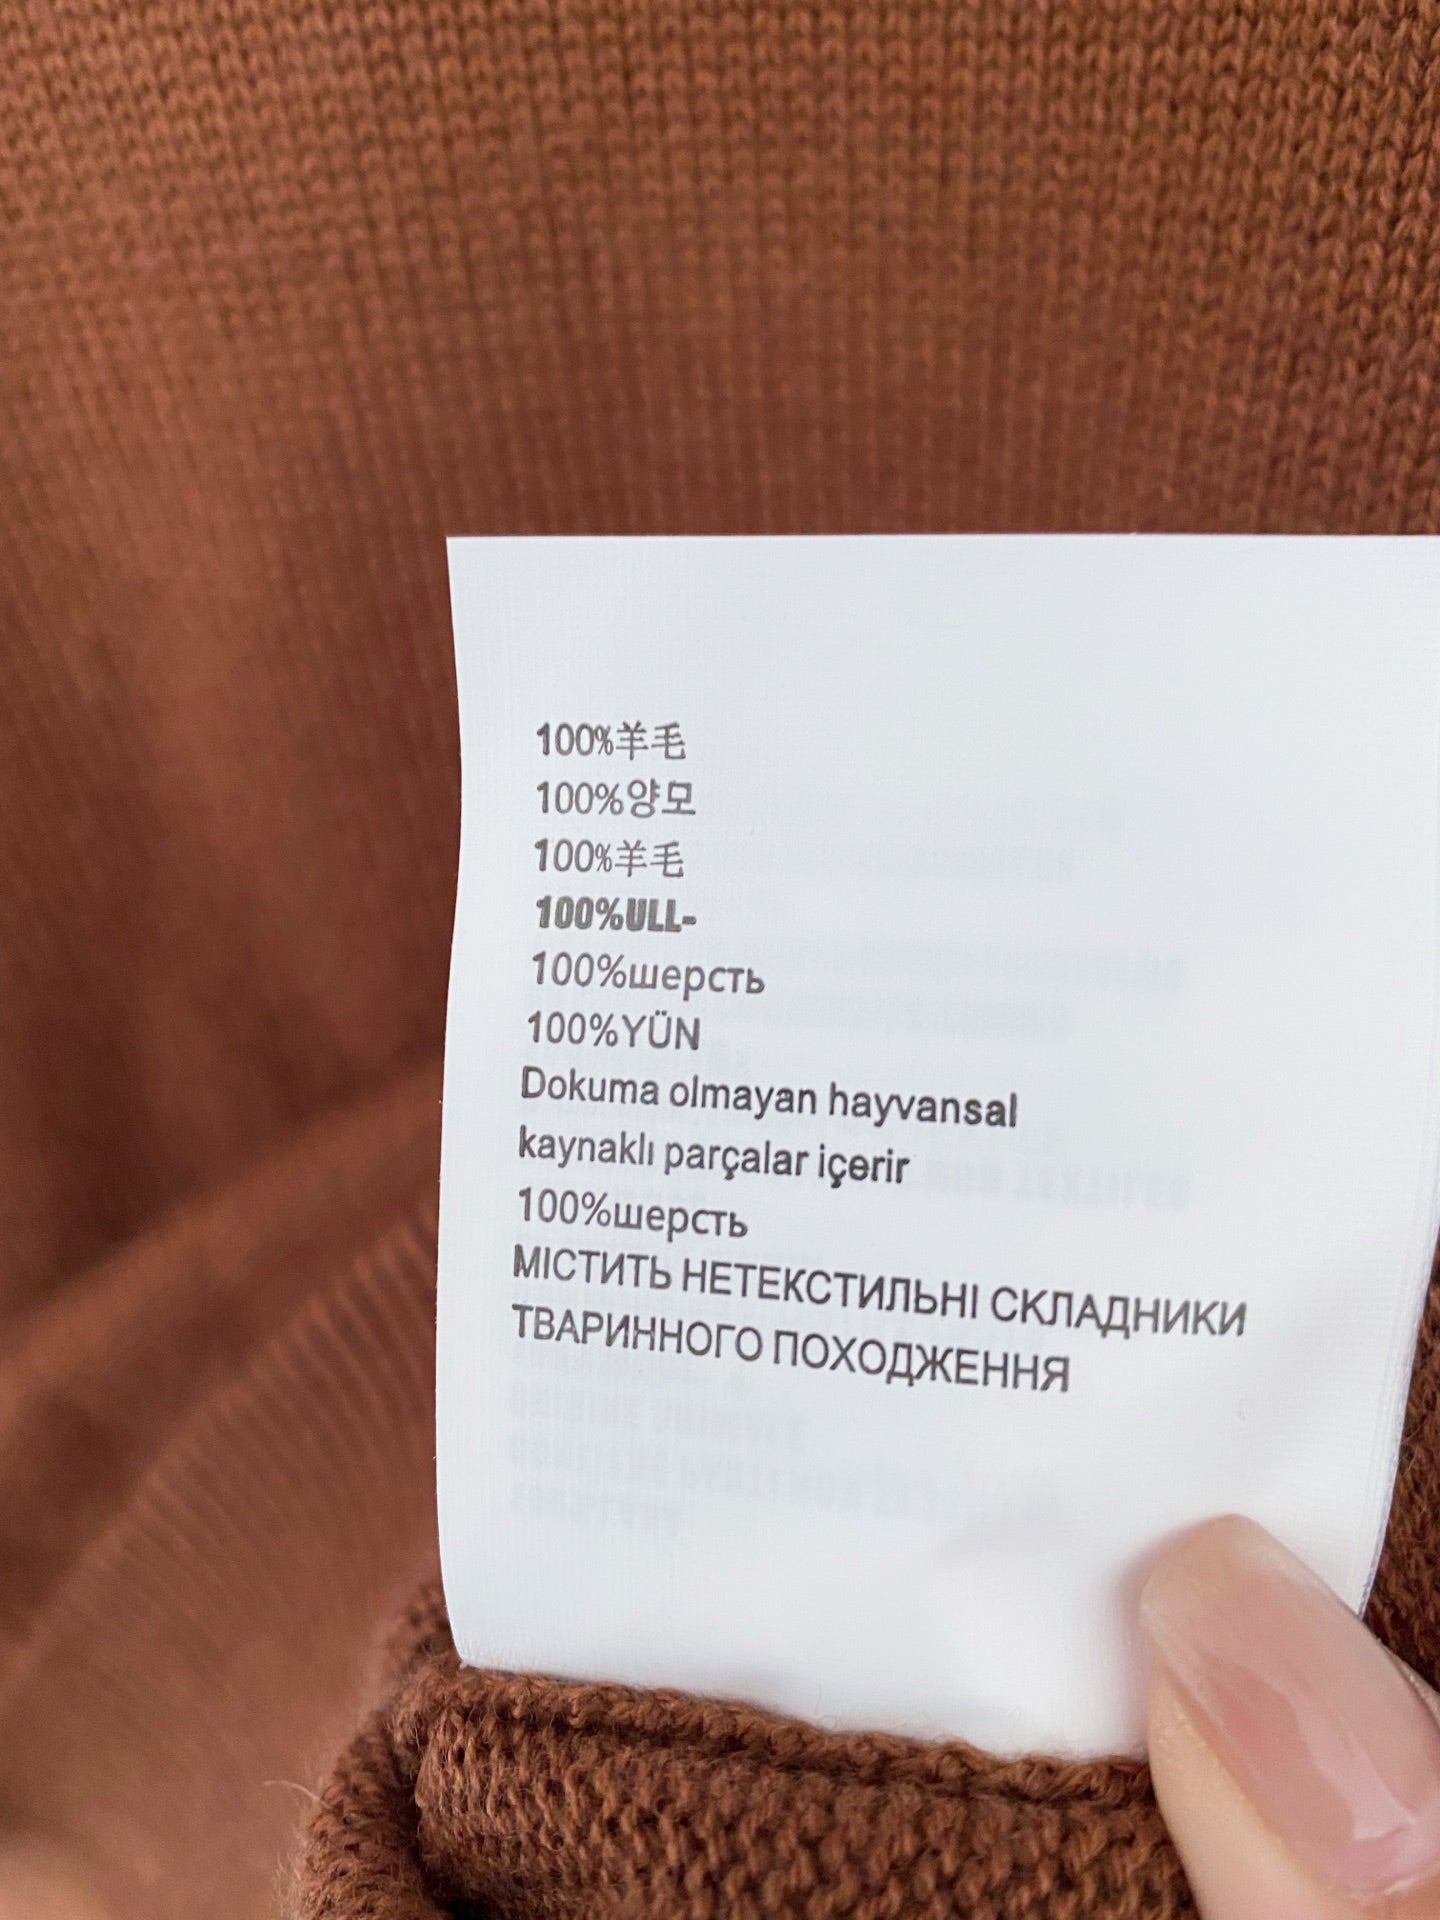 100%羊毛
100%양모
100%羊毛
100%ULL-
100%шерсть
100%YÜN
Dokuma olmayan hayvansal
kaynaklı parçalar içerir
100%шерсть
МІСТИТЬ НЕТЕКСТИЛЬНІ СКЛАДНИКИ
ТВАРИННОГО ПОХОДЖЕННЯ